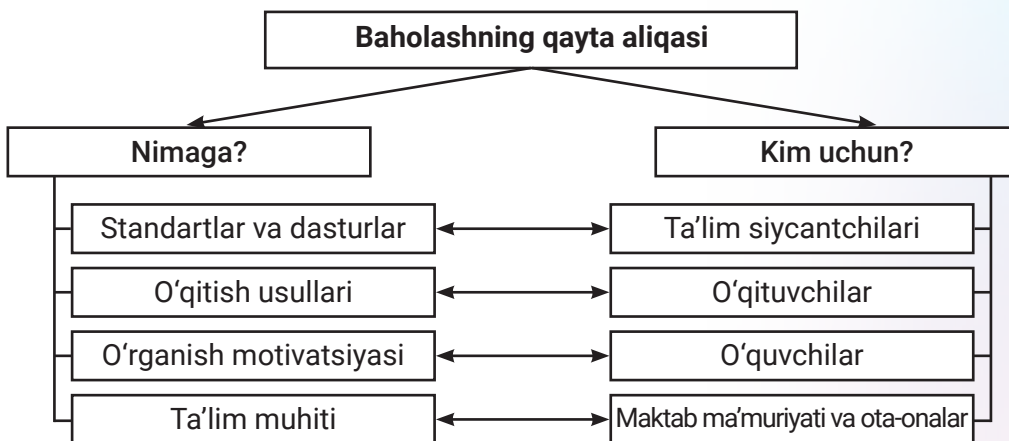 Baholashning qayta aliqasi
Nimaga?
Kim uchun?
Standartlar va dasturlar
Ta’lim siycantchilari
O‘qitish usullari
O‘qituvchilar
O‘rganish motivatsiyasi
O‘quvchilar
Ta’lim muhiti
Maktab ma’muriyati va ota-onalar